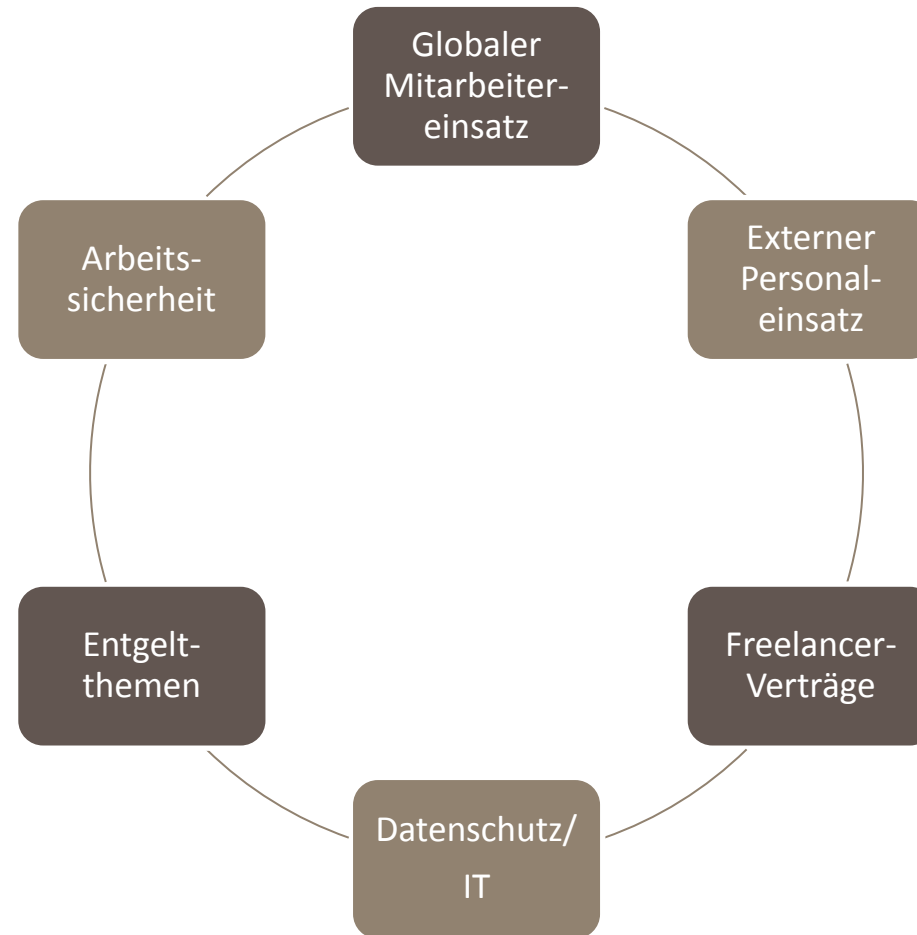 Globaler
Mitarbeiter-
einsatz
Externer
Personal-
einsatz
Freelancer-
Verträge
Datenschutz/
IT
Entgelt-
themen
Arbeits-
sicherheit